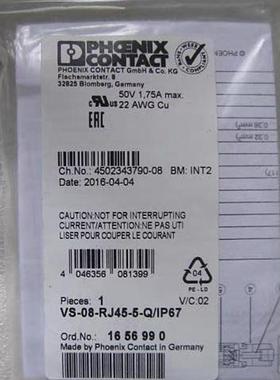 PHŒNIX
CONTACT
PHOENIX CONTACT GmbH & Co. KG
Flachsmarktstr. 8
32825 Blomberg, Germany
50V 1,75A max.
c UR us 22 AWG Cu
EAC
Ch.No.: 4502343790-08 BM: INT2
Date: 2016-04-04
CAUTION:NOT FOR INTERRUPTING
CURRENT/ATTENTION:NE PAS UTI
LISER POUR COUPER LE COURANT
4 046356 081399
04
PE-LD
Pieces: 1
V/C:02
VS-08-RJ45-5-Q/IP67
Ord.No.: 16 56 99 0
Made by Phoenix Contact in Germany
© PHOENIX